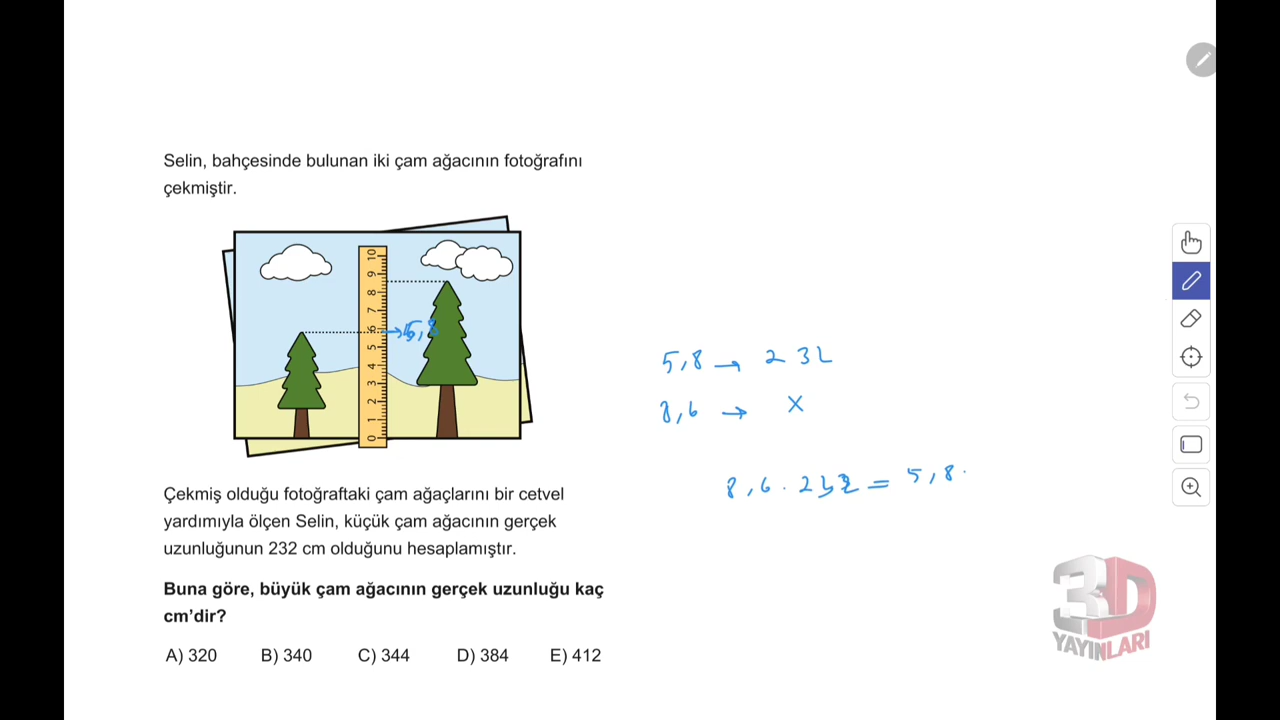 Selin, bahçesinde bulunan iki çam ağacının fotoğrafını
çekmiştir.
0 1 2 3 4 5 6 7 8 9 10
→5,8
5,8 → 232
8,6 → X
8,6 . 232 = 5,8 .
Çekmiş olduğu fotoğraftaki çam ağaçlarını bir cetvel
yardımıyla ölçen Selin, küçük çam ağacının gerçek
uzunluğunun 232 cm olduğunu hesaplamıştır.
Buna göre, büyük çam ağacının gerçek uzunluğu kaç
cm'dir?
A) 320 B) 340 C) 344 D) 384 E) 412
3D
YAYINLARI